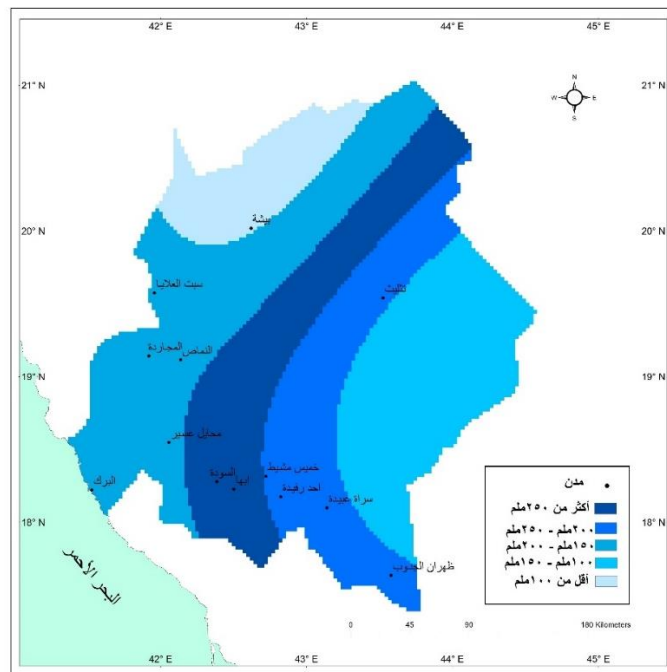 42° E 43° E 44° E 45° E
21° N 21° N
N
W E
S
بيشة
20° N 20° N
سبت العلايا
تثليث
المجاردة
النماص
19° N 19° N
محايل عسير
السودة
ابها
خميس مشيط
احد رفيدة
سراة عبيدة
البرك
18° N 18° N
ظهران الجنوب
البحر الأحمر
مدن
أكثر من ٢٥٠ملم
٢٠٠ملم - ٢٥٠ملم
١٥٠ملم - ٢٠٠ملم
١٠٠ملم - ١٥٠ملم
أقل من ١٠٠ملم
0 45 90 180 Kilometers
42° E 43° E 44° E 45° E